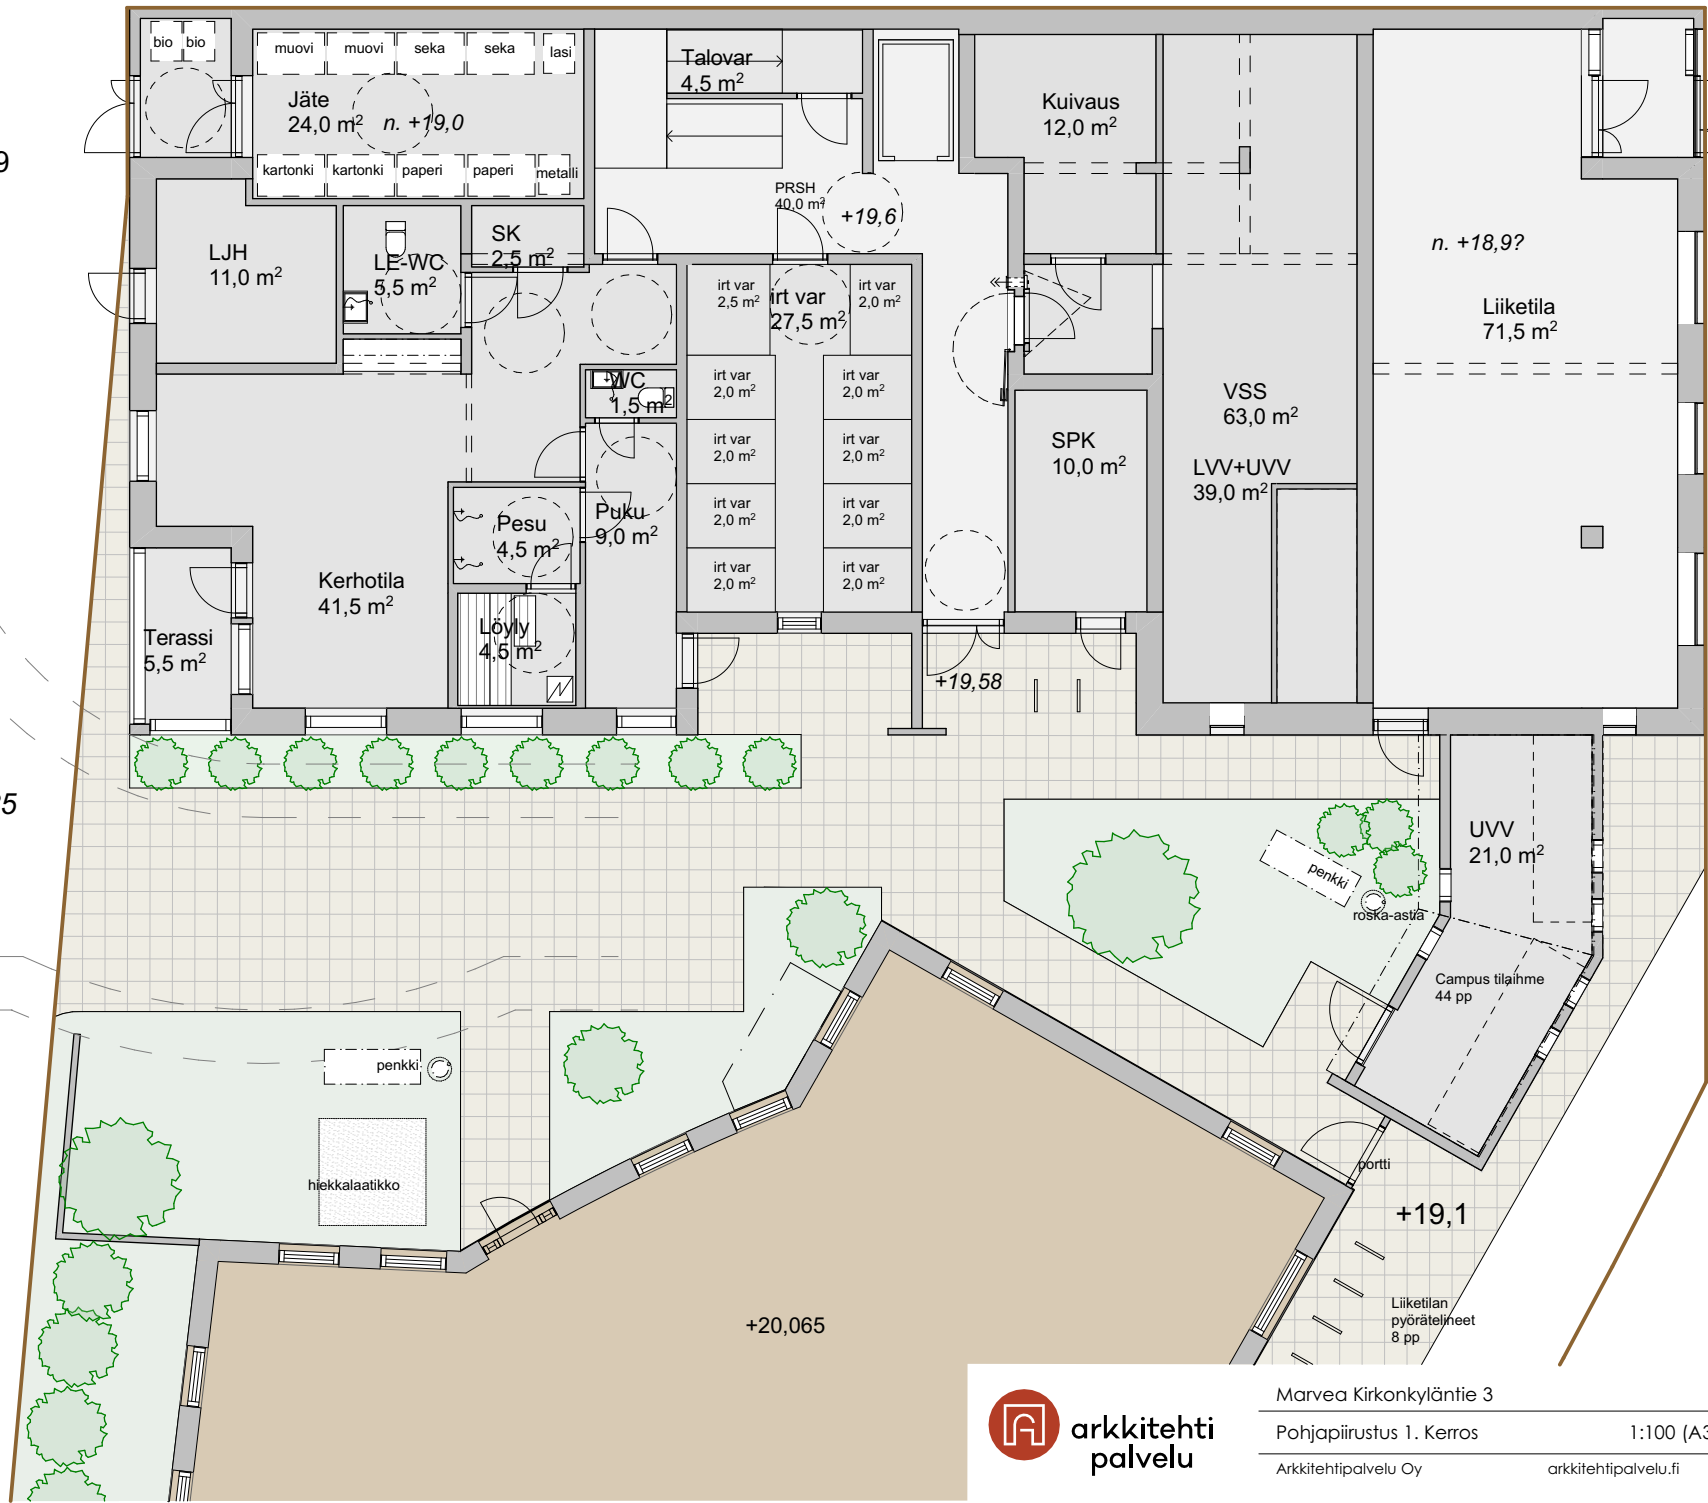 bio bio
muovi muovi seka seka lasi
Jäte
24,0 m²
n. +19,0
kartonki kartonki paperi paperi metalli
Talovar
4,5 m²
Kuivaus
12,0 m²
9
PRSH
40,0 m²
+19,6
LJH
11,0 m²
LE-WC
5,5 m²
SK
2,5 m²
n. +18,9?
Liiketila
71,5 m²
irt var
2,5 m²
irt var
27,5 m²
irt var
2,0 m²
irt var
2,0 m²
irt var
2,0 m²
irt var
2,0 m²
irt var
2,0 m²
irt var
2,0 m²
irt var
2,0 m²
irt var
2,0 m²
irt var
2,0 m²
WC
1,5 m²
VSS
63,0 m²
LVV+UVV
39,0 m²
SPK
10,0 m²
Pesu
4,5 m²
Puku
9,0 m²
Kerhotila
41,5 m²
Terassi
5,5 m²
Löyly
4,5 m²
+19,58
5
UVV
21,0 m²
penkki
roska-astia
Campus tilaihme
44 pp
penkki
hiekkalaatikko
portti
+19,1
Liiketilan
pyörätelineet
8 pp
+20,065
arkkitehti
palvelu
Marvea Kirkonkyläntie 3
Pohjapiirustus 1. Kerros 1:100 (A3
Arkkitehtipalvelu Oy arkkitehtipalvelu.fi